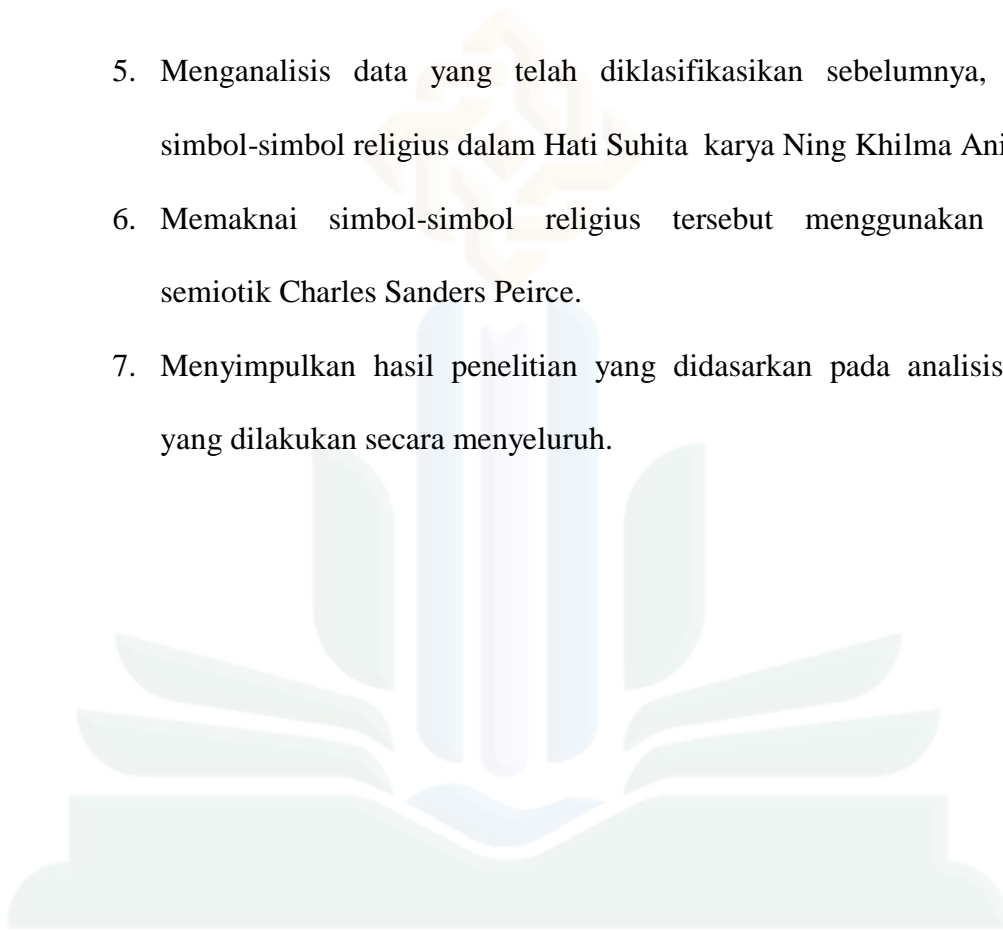 5. Menganalisis data yang telah diklasifikasikan sebelumnya,
simbol-simbol religius dalam Hati Suhita karya Ning Khilma Ani
6. Memaknai simbol-simbol religius tersebut menggunakan
semiotik Charles Sanders Peirce.
7. Menyimpulkan hasil penelitian yang didasarkan pada analisis
yang dilakukan secara menyeluruh.